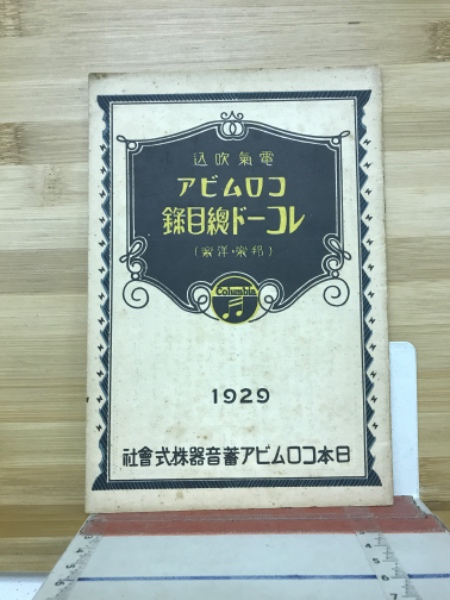 電氣吹込
コロムビア
レコード總目錄
(邦樂・洋樂)
Columbia
1929
日本コロムビア蓄音器株式會社